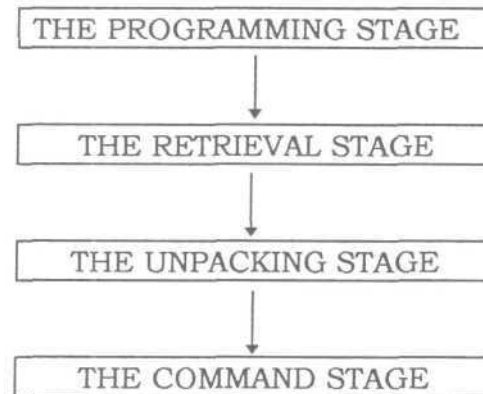 THE PROGRAMMING STAGE
THE RETRIEVAL STAGE
THE UNPACKING STAGE
THE COMMAND STAGE